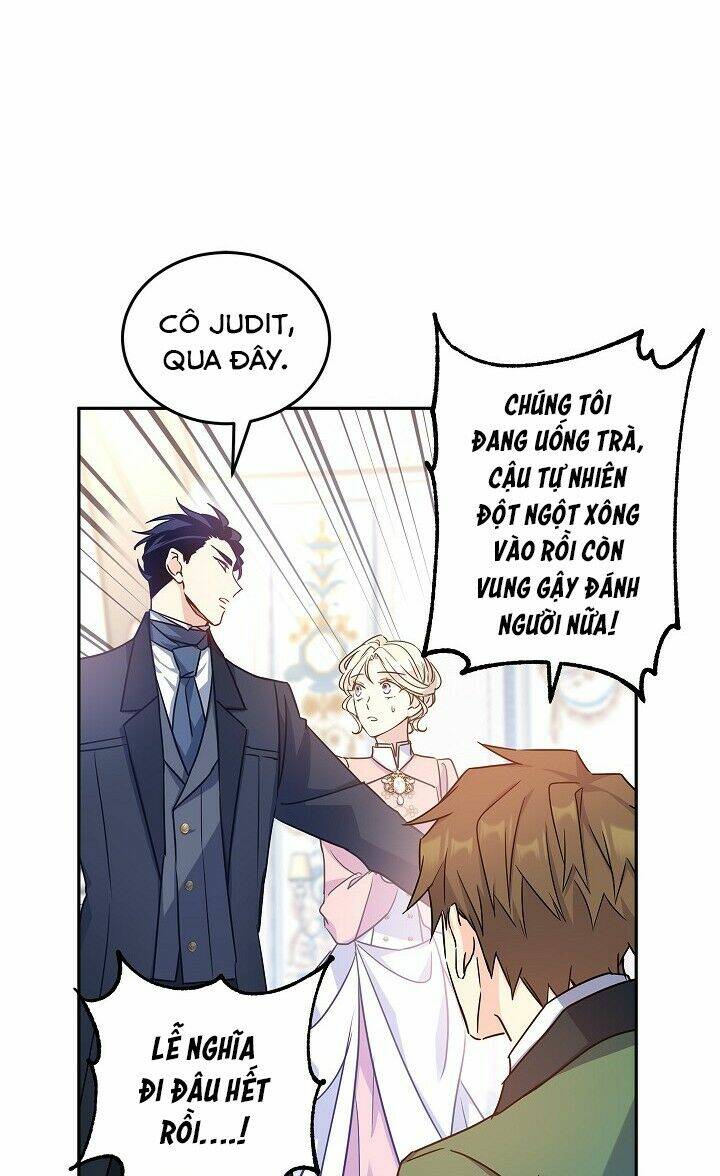 CÔ JUDIT,
QUA ĐÂY.
CHÚNG TÔI
ĐANG UỐNG TRÀ,
CẬU TỰ NHIÊN
ĐỘT NGỘT XÔNG
VÀO RỒI CÒN
VUNG GẬY ĐÁNH
NGƯỜI NỮA!
LỄ NGHĨA
ĐI ĐÂU HẾT
RỒI....!